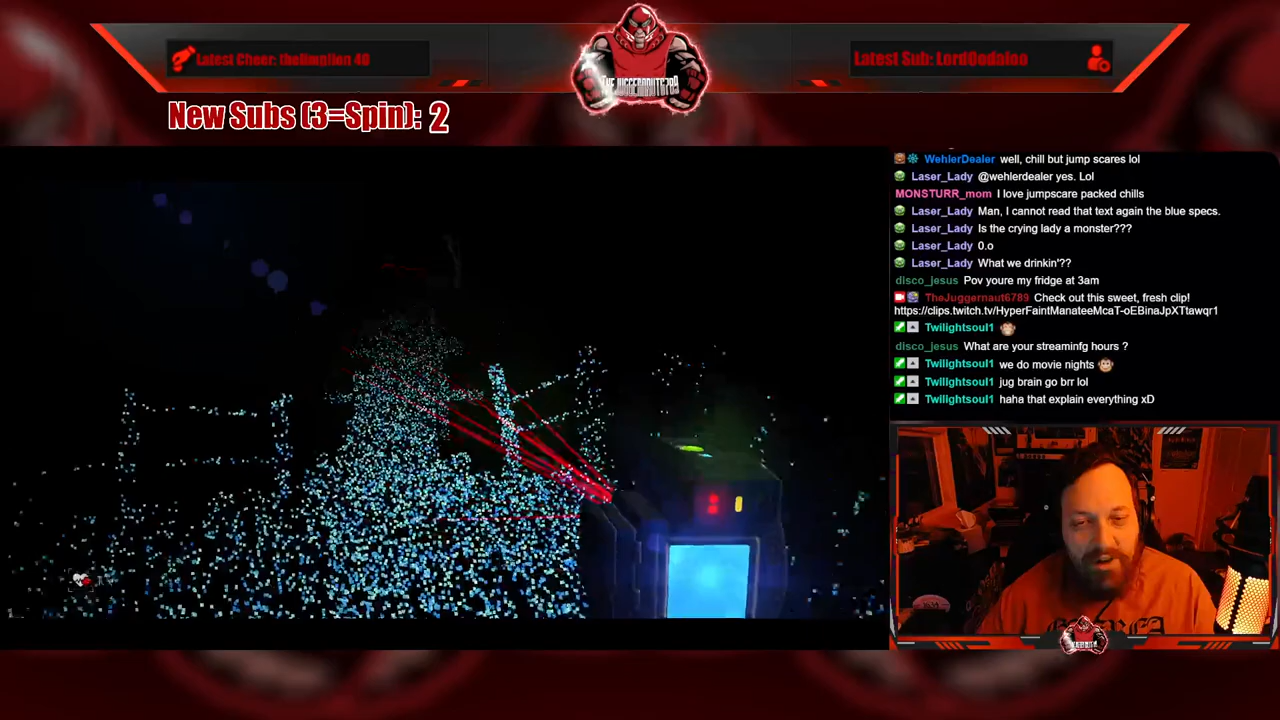 Latest Cheer: thelimglion 40
Latest Sub: LordOodaloo
THEJUGGERNAUT6789
New Subs (3=Spin): 2
WehlerDealer well, chill but jump scares lol
Laser_Lady @wehlerdealer yes. Lol
MONSTURR_mom I love jumpscare packed chills
Laser_Lady Man, I cannot read that text again the blue specs.
Laser_Lady Is the crying lady a monster???
Laser_Lady 0.o
Laser_Lady What we drinkin'??
disco_jesus Pov youre my fridge at 3am
TheJuggernaut6789 Check out this sweet, fresh clip!
https://clips.twitch.tv/HyperFaintManateeMcaT-oEBinaJpXTtawqr1
Twilightsoul1
disco_jesus What are your streaminfg hours ?
Twilightsoul1 we do movie nights
Twilightsoul1 jug brain go brr lol
Twilightsoul1 haha that explain everything xD